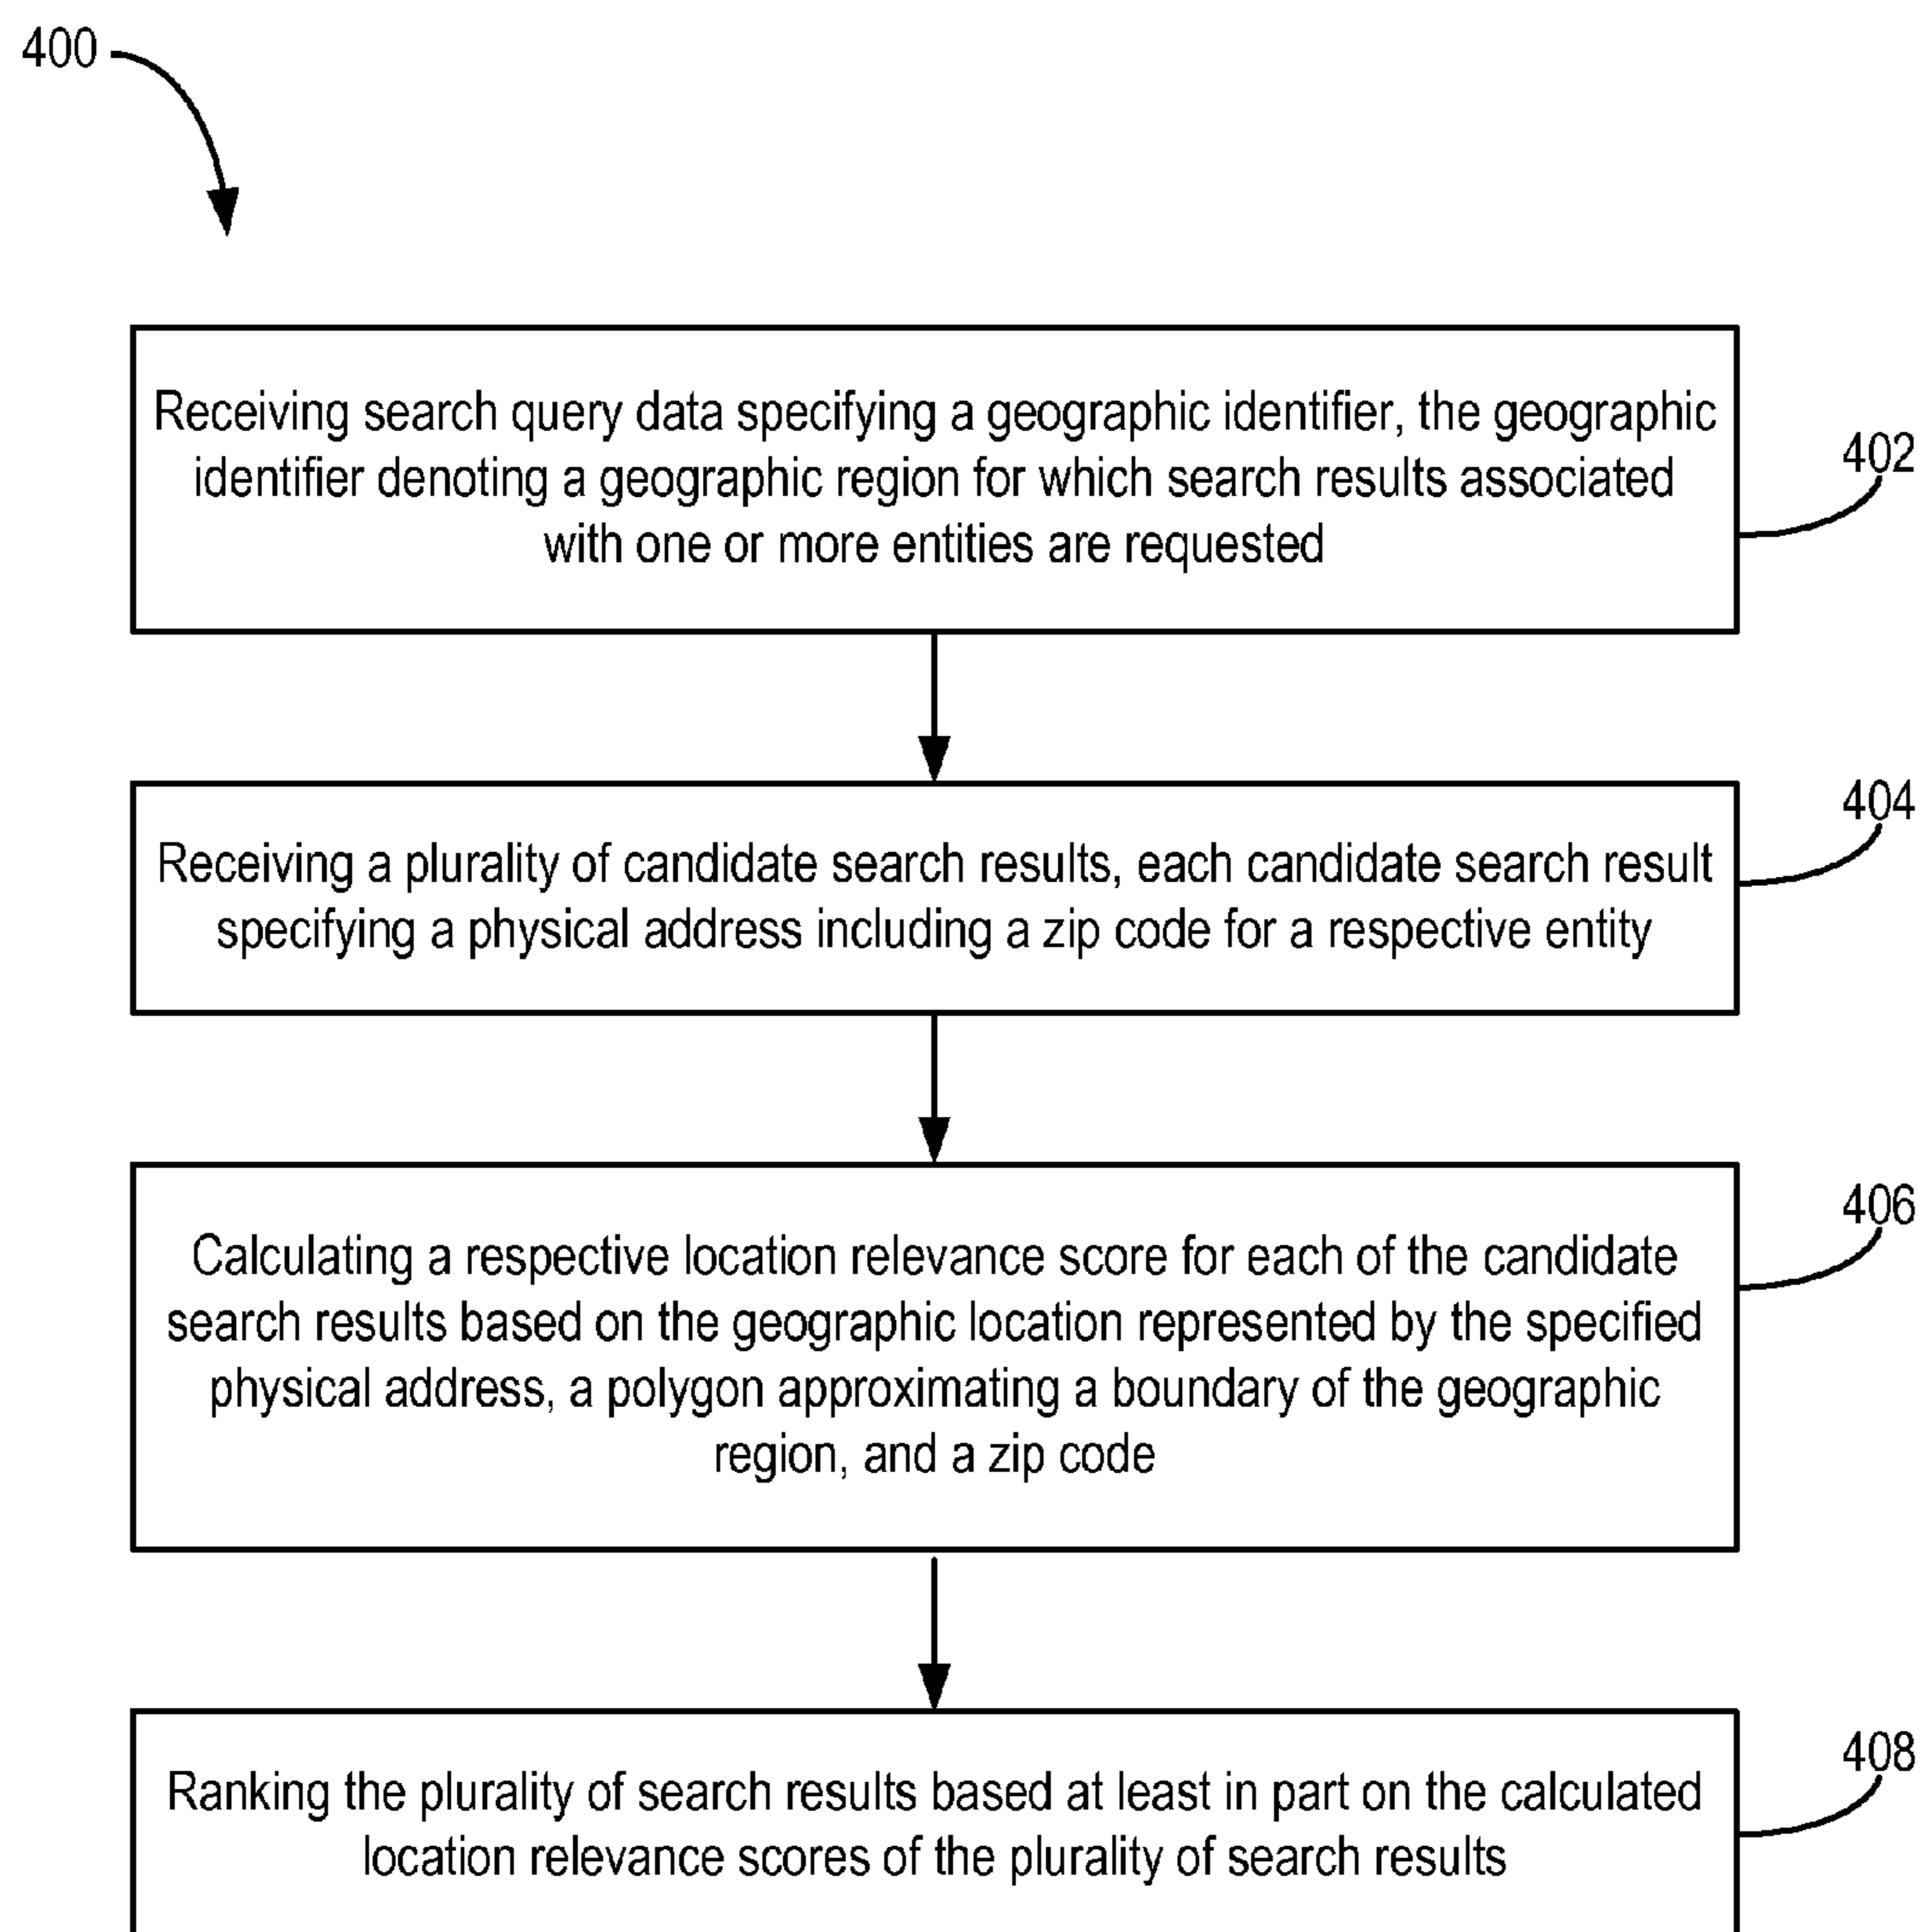 400
Receiving search query data specifying a geographic identifier, the geographic
identifier denoting a geographic region for which search results associated
with one or more entities are requested
402
Receiving a plurality of candidate search results, each candidate search result
specifying a physical address including a zip code for a respective entity
404
Calculating a respective location relevance score for each of the candidate
search results based on the geographic location represented by the specified
physical address, a polygon approximating a boundary of the geographic
region, and a zip code
406
Ranking the plurality of search results based at least in part on the calculated
location relevance scores of the plurality of search results
408